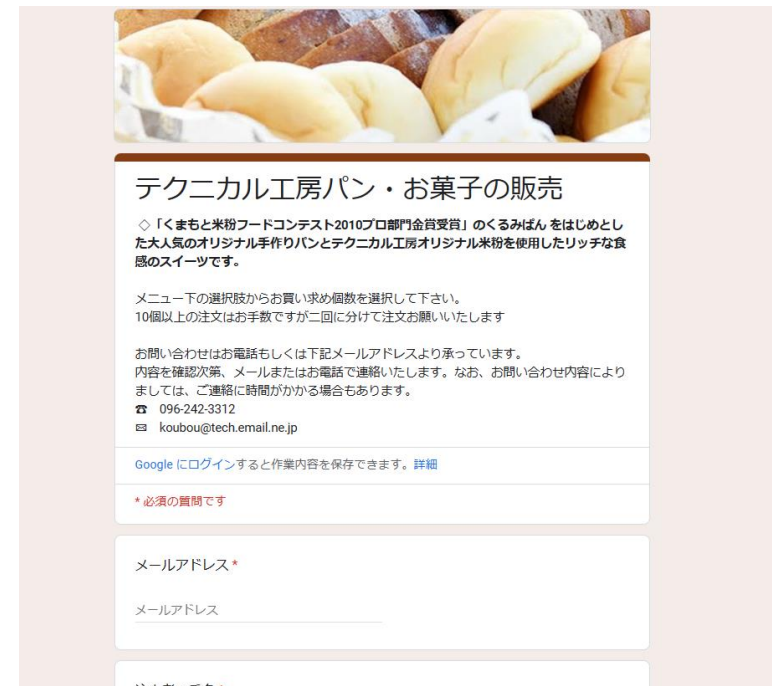 テクニカル工房パン・お菓子の販売
◇「くまもと米粉フードコンテスト2010プロ部門金賞受賞」のくるみぱん をはじめとし
た大人気のオリジナル手作りパンとテクニカル工房オリジナル米粉を使用したリッチな食
感のスイーツです。
メニュー下の選択肢からお買い求め個数を選択して下さい。
10個以上の注文はお手数ですが二回に分けて注文お願いいたします
お問い合わせはお電話もしくは下記メールアドレスより承っています。
内容を確認次第、メールまたはお電話で連絡いたします。なお、お問い合わせ内容により
ましては、ご連絡に時間がかかる場合もあります。
☎ 096-242-3312
✉ koubou@tech.email.ne.jp
Google にログインすると作業内容を保存できます。詳細
* 必須の質問です
メールアドレス *
メールアドレス